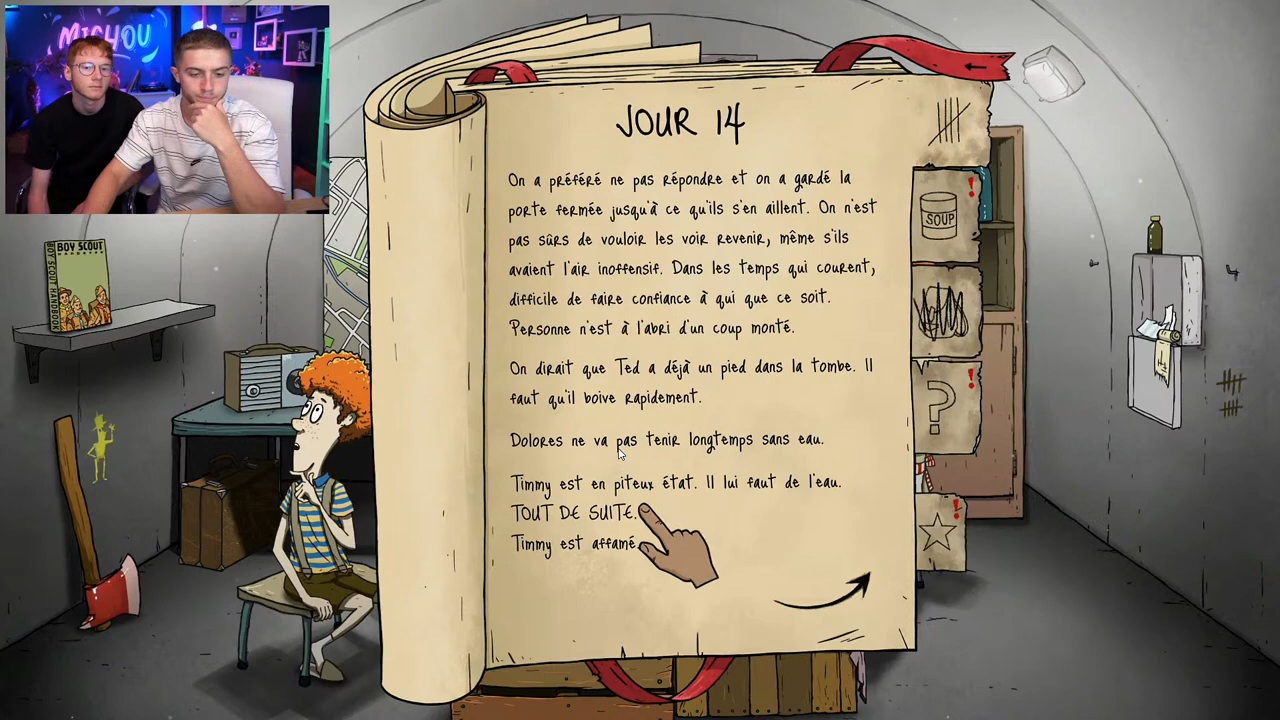 MICHOU
JOUR 14
On a préféré ne pas répondre et on a gardé la
porte fermée jusqu'à ce qu'ils s'en aillent. On n'est
pas sûrs de vouloir les voir revenir, même s'ils
avaient l'air inoffensif. Dans les temps qui courent,
difficile de faire confiance à qui que ce soit.
Personne n'est à l'abri d'un coup monté.
On dirait que Ted a déjà un pied dans la tombe. Il
faut qu'il boive rapidement.
Dolores ne va pas tenir longtemps sans eau.
Timmy est en piteux état. Il lui faut de l'eau.
TOUT DE SUITE.
Timmy est affamé
SOUP
!
?
!
!
BOY SCOUT
BOY SCOUT HANDBOOK